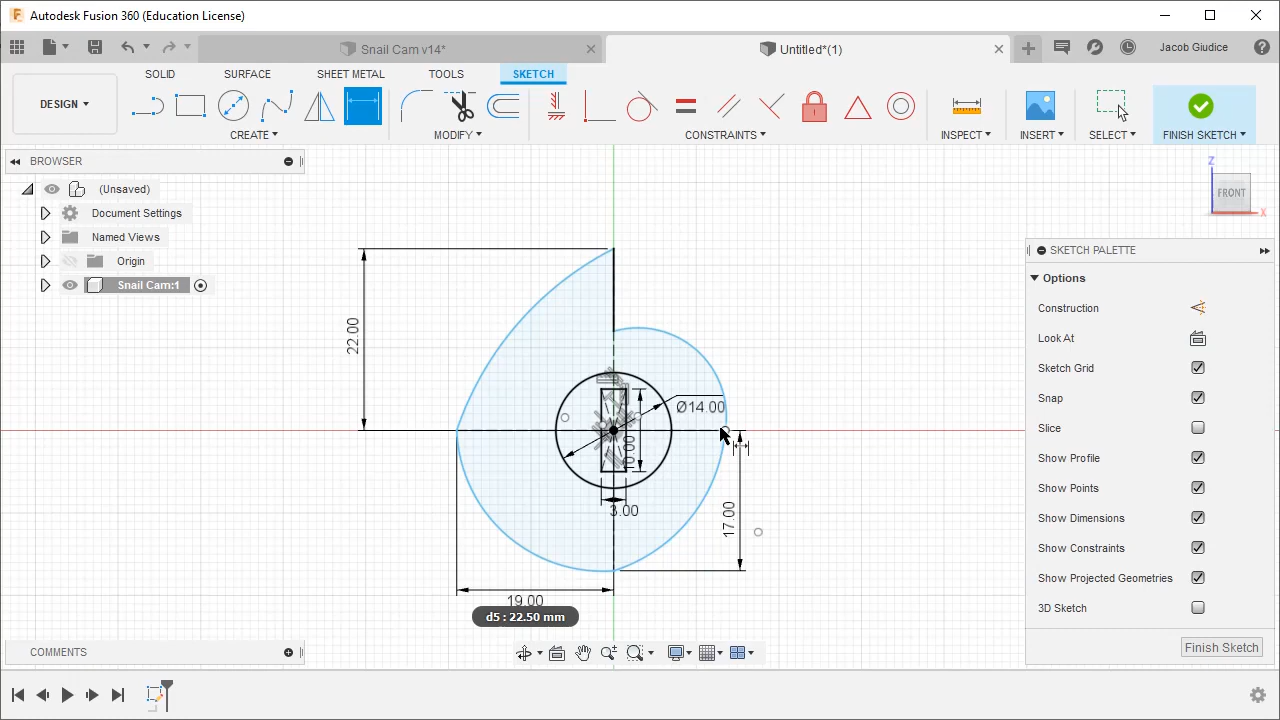 Autodesk Fusion 360 (Education License)
Snail Cam v14*
Untitled*(1)
Jacob Giudice
DESIGN
SOLID
SURFACE
SHEET METAL
TOOLS
SKETCH
CREATE
MODIFY
CONSTRAINTS
INSPECT
INSERT
SELECT
FINISH SKETCH
BROWSER
(Unsaved)
Document Settings
Named Views
Origin
Snail Cam:1
Z
FRONT
X
SKETCH PALETTE
Options
Construction
Look At
Sketch Grid
Snap
Slice
Show Profile
Show Points
Show Dimensions
Show Constraints
Show Projected Geometries
3D Sketch
Finish Sketch
22.00
Ø14.00
3.00
17.00
19.00
d5 : 22.50 mm
COMMENTS